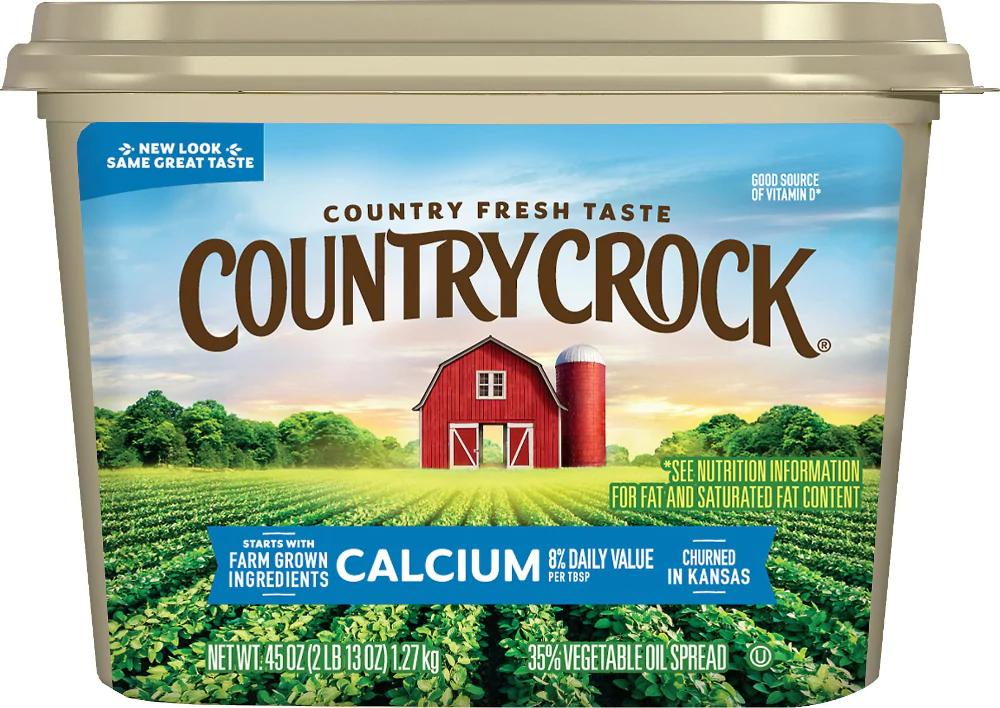 NEW LOOK
SAME GREAT TASTE
GOOD SOURCE
OF VITAMIN D*
COUNTRY FRESH TASTE
COUNTRY CROCK®
*SEE NUTRITION INFORMATION
FOR FAT AND SATURATED FAT CONTENT
STARTS WITH
FARM GROWN
INGREDIENTS
CALCIUM
8% DAILY VALUE
PER TBSP
CHURNED
IN KANSAS
NET WT. 45 OZ (2 LB 13 OZ) 1.27 kg
35% VEGETABLE OIL SPREAD
U